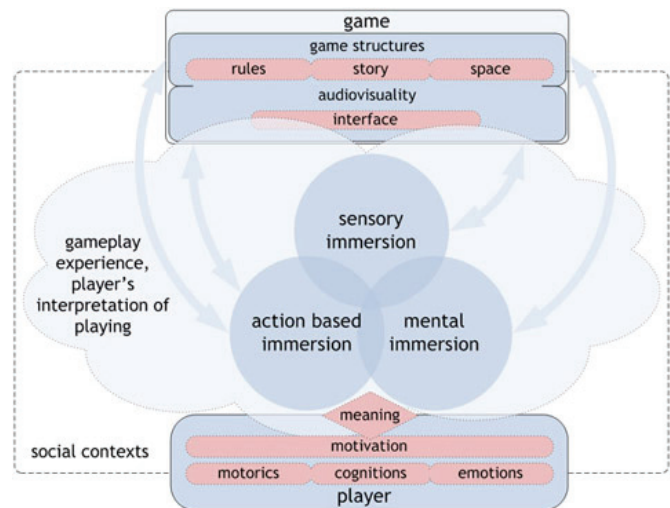 game
game structures
rules story space
audiovisuality
interface
sensory
immersion
gameplay
experience,
player's
interpretation of
playing
action based
immersion
mental
immersion
meaning
social contexts
motivation
motorics cognitions emotions
player